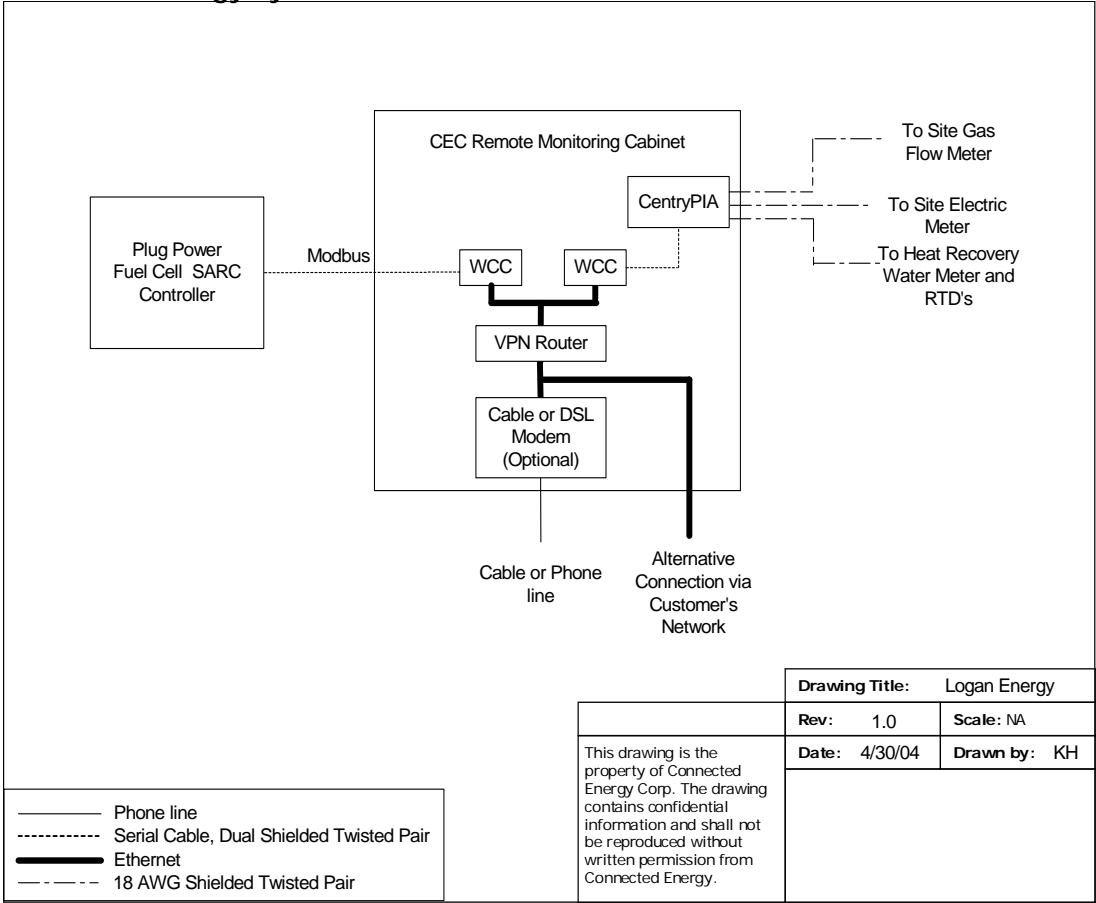 CEC Remote Monitoring Cabinet
To Site Gas
Flow Meter
CentryPIA
To Site Electric
Meter
Plug Power
Fuel Cell SARC
Controller
Modbus
WCC
WCC
To Heat Recovery
Water Meter and
RTD's
VPN Router
Cable or DSL
Modem
(Optional)
Cable or Phone
line
Alternative
Connection via
Customer's
Network
Drawing Title: Logan Energy
Rev: 1.0 Scale: NA
Date: 4/30/04 Drawn by: KH
This drawing is the
property of Connected
Energy Corp. The drawing
contains confidential
information and shall not
be reproduced without
written permission from
Connected Energy.
Phone line
Serial Cable, Dual Shielded Twisted Pair
Ethernet
18 AWG Shielded Twisted Pair